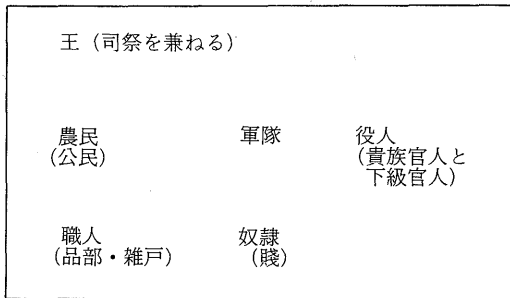 王（司祭を兼ねる）
農民
（公民）
軍隊
役人
（貴族官人と
下級官人）
職人
（品部・雑戸）
奴隷
（賤）